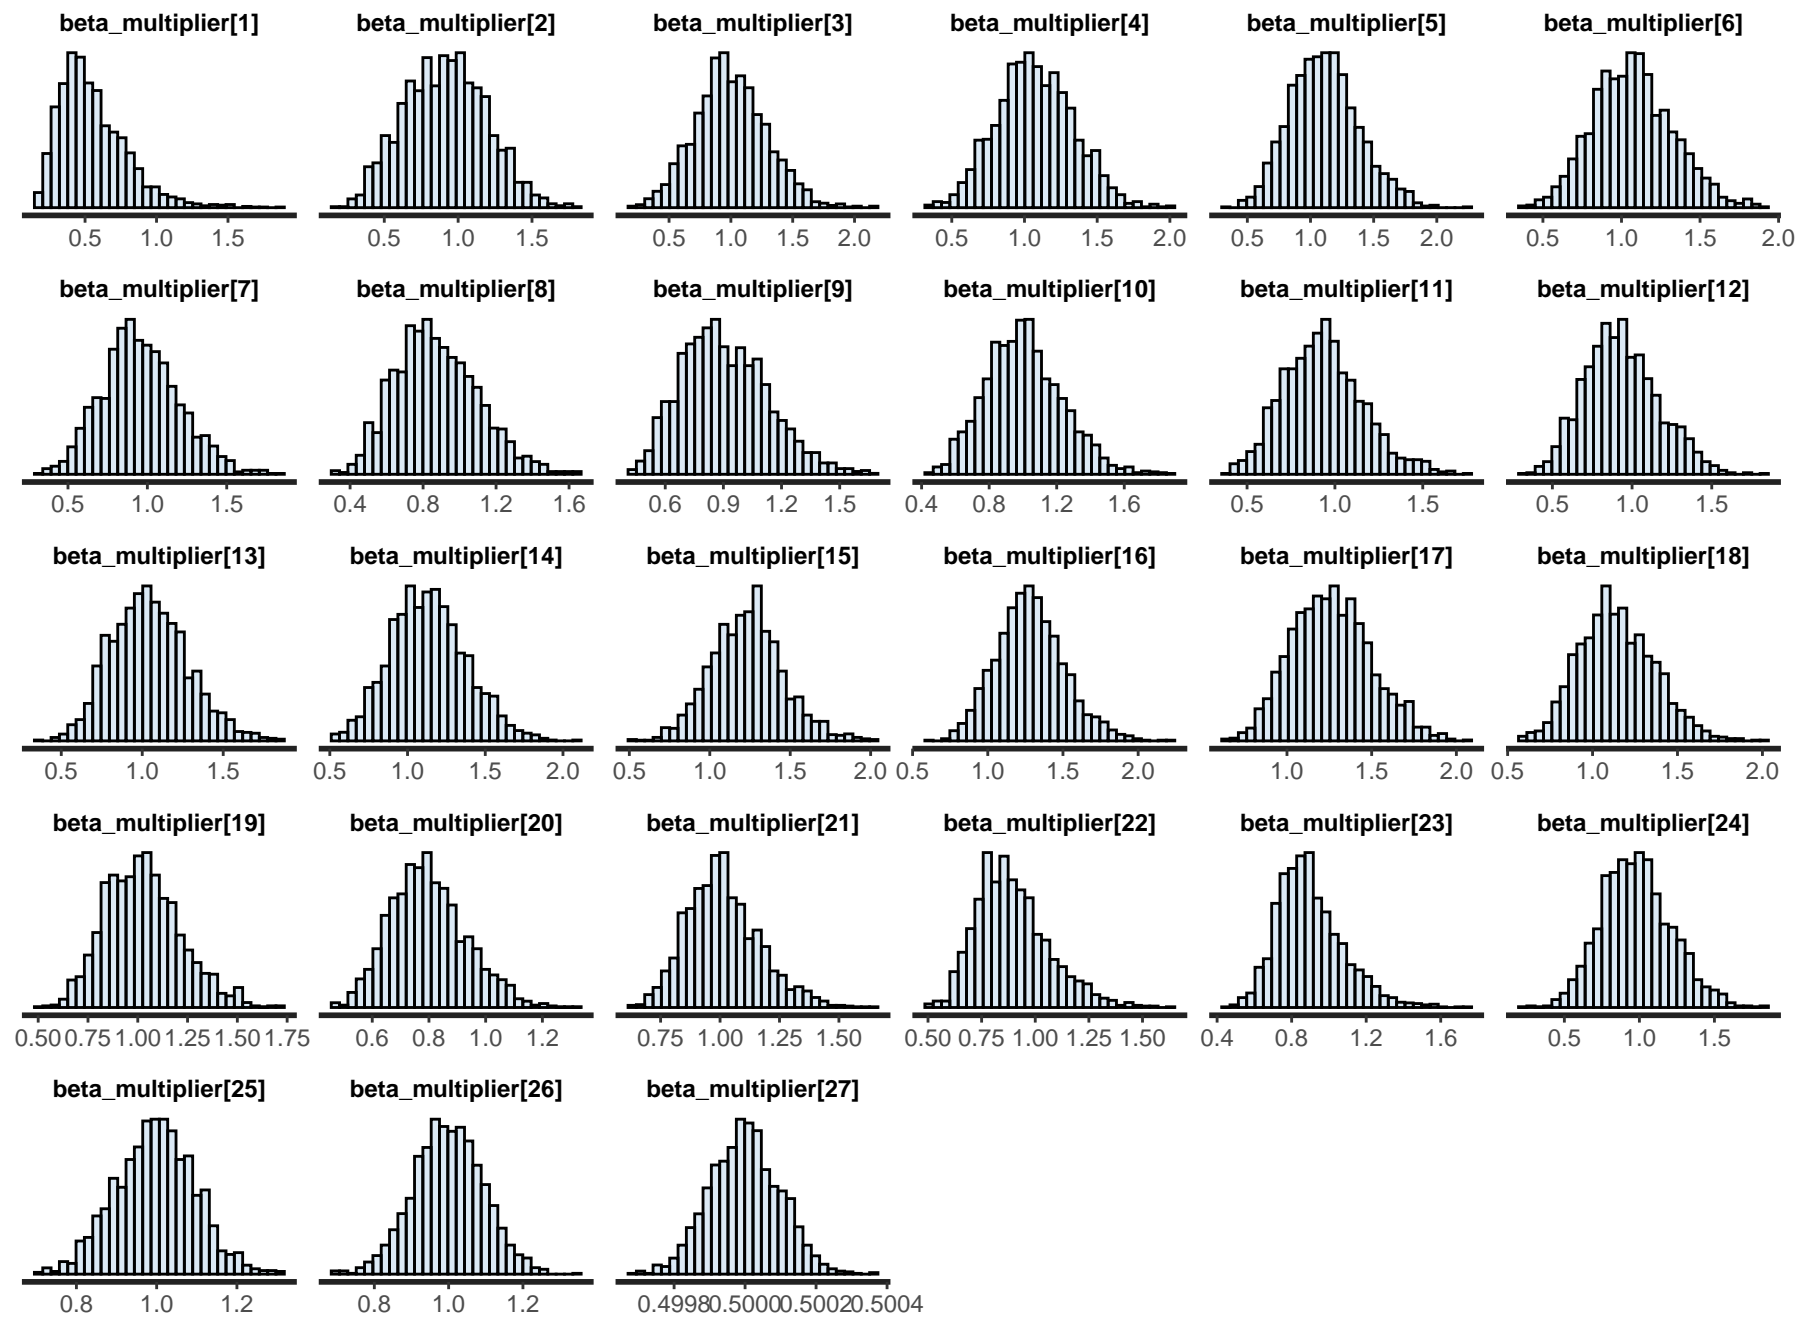 beta_multiplier[1] beta_multiplier[2] beta_multiplier[3] beta_multiplier[4] beta_multiplier[5] beta_multiplier[6]
0.5 1.0 1.5 0.5 1.0 1.5 0.5 1.0 1.5 2.0 0.5 1.0 1.5 2.0 0.5 1.0 1.5 2.0 0.5 1.0 1.5 2.0
beta_multiplier[7] beta_multiplier[8] beta_multiplier[9] beta_multiplier[10] beta_multiplier[11] beta_multiplier[12]
0.5 1.0 1.5 0.4 0.8 1.2 1.6 0.6 0.9 1.2 1.5 0.4 0.8 1.2 1.6 0.5 1.0 1.5 0.5 1.0 1.5
beta_multiplier[13] beta_multiplier[14] beta_multiplier[15] beta_multiplier[16] beta_multiplier[17] beta_multiplier[18]
0.5 1.0 1.5 0.5 1.0 1.5 2.0 0.5 1.0 1.5 2.0 0.5 1.0 1.5 2.0 1.0 1.5 2.0 0.5 1.0 1.5 2.0
beta_multiplier[19] beta_multiplier[20] beta_multiplier[21] beta_multiplier[22] beta_multiplier[23] beta_multiplier[24]
0.50 0.75 1.00 1.25 1.50 1.75 0.6 0.8 1.0 1.2 0.75 1.00 1.25 1.50 0.50 0.75 1.00 1.25 1.50 0.4 0.8 1.2 1.6 0.5 1.0 1.5
beta_multiplier[25] beta_multiplier[26] beta_multiplier[27]
0.8 1.0 1.2 0.8 1.0 1.2 0.4998 0.5000 0.5002 0.5004